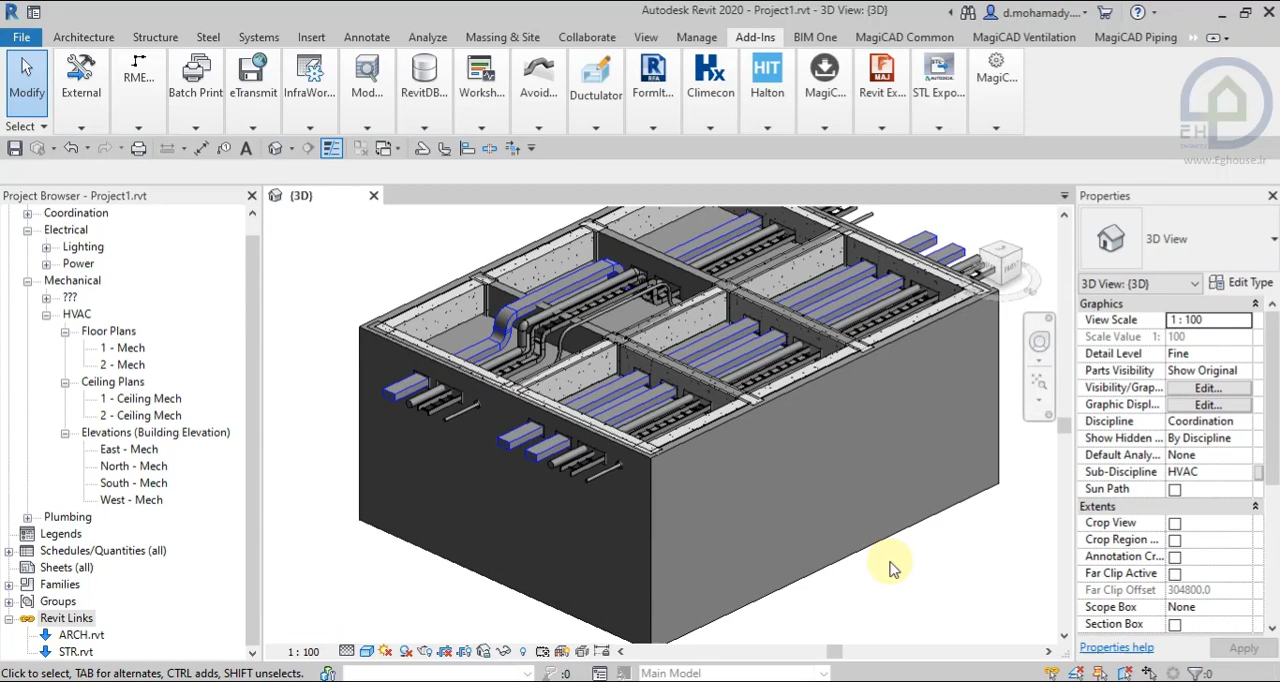 Autodesk Revit 2020 - Project1.rvt - 3D View: {3D}
d.mohamady....
File Architecture Structure Steel Systems Insert Annotate Analyze Massing & Site Collaborate View Manage Add-Ins BIM One MagiCAD Common MagiCAD Ventilation MagiCAD Piping
Modify External RME... Batch Print eTransmit InfraWor... Mod... RevitDB... Worksh... Avoid... Ductulator FormIt... Climecon Halton MagiC... Revit Ex... STL Expo... MagiC...
Select
EH
www.Eghouse.ir
Project Browser - Project1.rvt
{3D}
Properties
Coordination
Electrical
Lighting
Power
Mechanical
???
HVAC
Floor Plans
1 - Mech
2 - Mech
Ceiling Plans
1 - Ceiling Mech
2 - Ceiling Mech
Elevations (Building Elevation)
East - Mech
North - Mech
South - Mech
West - Mech
Plumbing
Legends
Schedules/Quantities (all)
Sheets (all)
Families
Groups
Revit Links
ARCH.rvt
STR.rvt
3D View
3D View: {3D} Edit Type
Graphics
View Scale 1 : 100
Scale Value 1: 100
Detail Level Fine
Parts Visibility Show Original
Visibility/Grap... Edit...
Graphic Displ... Edit...
Discipline Coordination
Show Hidden ... By Discipline
Default Analy... None
Sub-Discipline HVAC
Sun Path
Extents
Crop View
Crop Region ...
Annotation Cr...
Far Clip Active
Far Clip Offset 304800.0
Scope Box None
Section Box
Properties help Apply
1 : 100
Click to select, TAB for alternates, CTRL adds, SHIFT unselects.
:0
Main Model
:0